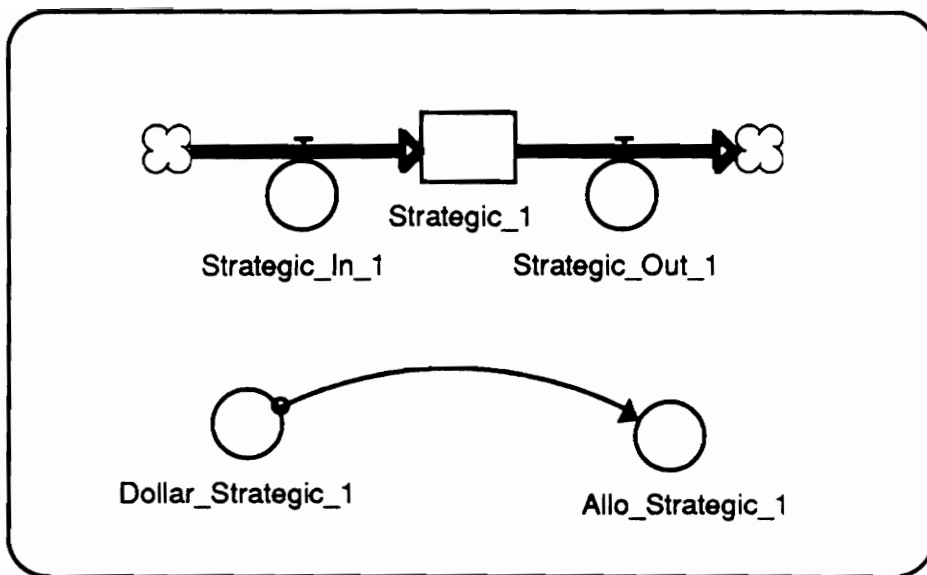 Strategic_1
Strategic_In_1
Strategic_Out_1
Dollar_Strategic_1
Allo_Strategic_1